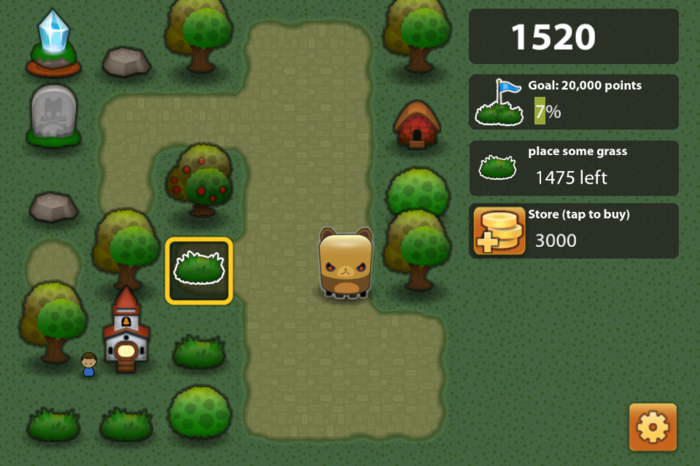 1520
Goal: 20,000 points
7%
place some grass
1475 left
Store (tap to buy)
3000